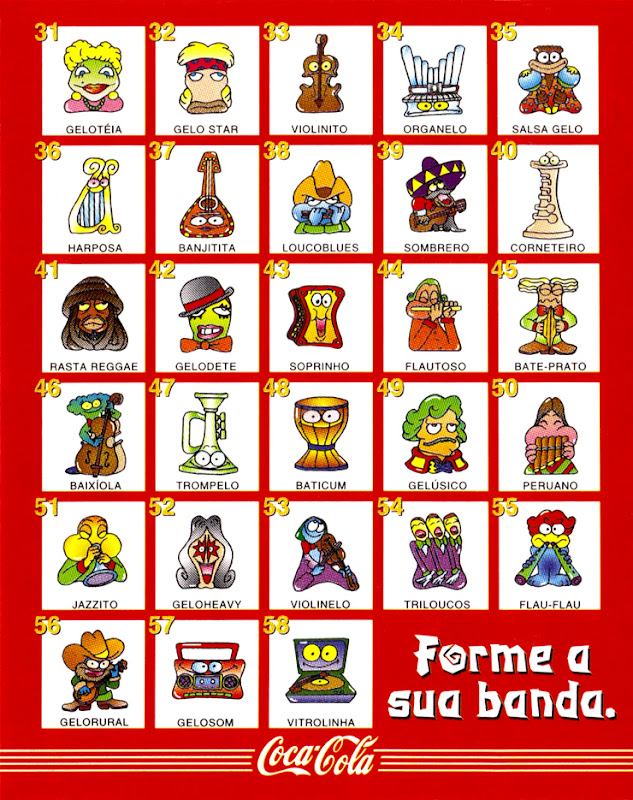 31 32 33 34 35
GELOTÉIA GELO STAR VIOLINITO ORGANELO SALSA GELO
36 37 38 39 40
HARPOSA BANJITITA LOUCOBLUES SOMBRERO CORNETEIRO
41 42 43 44 45
RASTA REGGAE GELODETE SOPRINHO FLAUTOSO BATE-PRATO
46 47 48 49 50
BAIXÍOLA TROMPELO BATICUM GELÚSICO PERUANO
51 52 53 54 55
JAZZITO GELOHEAVY VIOLINELO TRILOUCOS FLAU-FLAU
56 57 58
GELORURAL GELOSOM VITROLINHA
Forme a
sua banda.
Coca-Cola